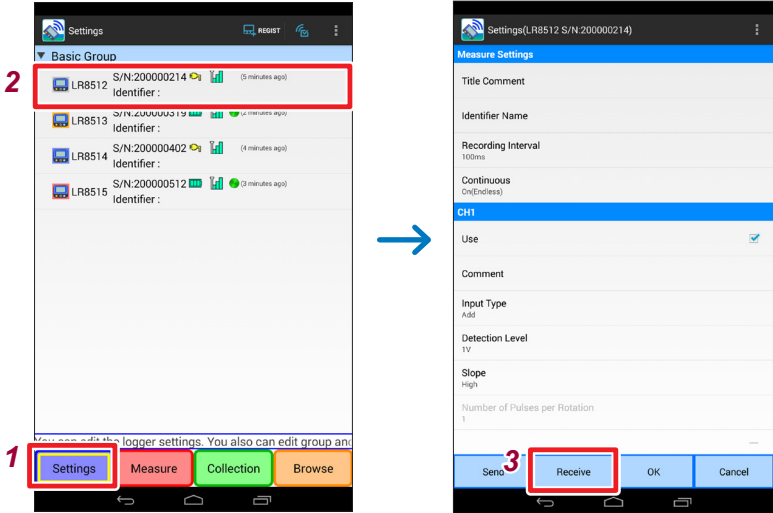 Settings
REGIST
Basic Group
2
LR8512
S/N:200000214
(5 minutes ago)
Identifier :
LR8513
S/N:200000319
(2 minutes ago)
Identifier :
LR8514
S/N:200000402
(4 minutes ago)
Identifier :
LR8515
S/N:200000512
(3 minutes ago)
Identifier :
You can edit the logger settings. You also can edit group and
1
Settings
Measure
Collection
Browse
Settings(LR8512 S/N:200000214)
Measure Settings
Title Comment
Identifier Name
Recording Interval
100ms
Continuous
On(Endless)
CH1
Use
Comment
Input Type
Add
Detection Level
1V
Slope
High
Number of Pulses per Rotation
1
3
Send
Receive
OK
Cancel